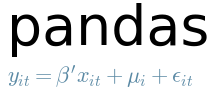 pandas
y_{it} = β'x_{it} + μ_i + ε_{it}